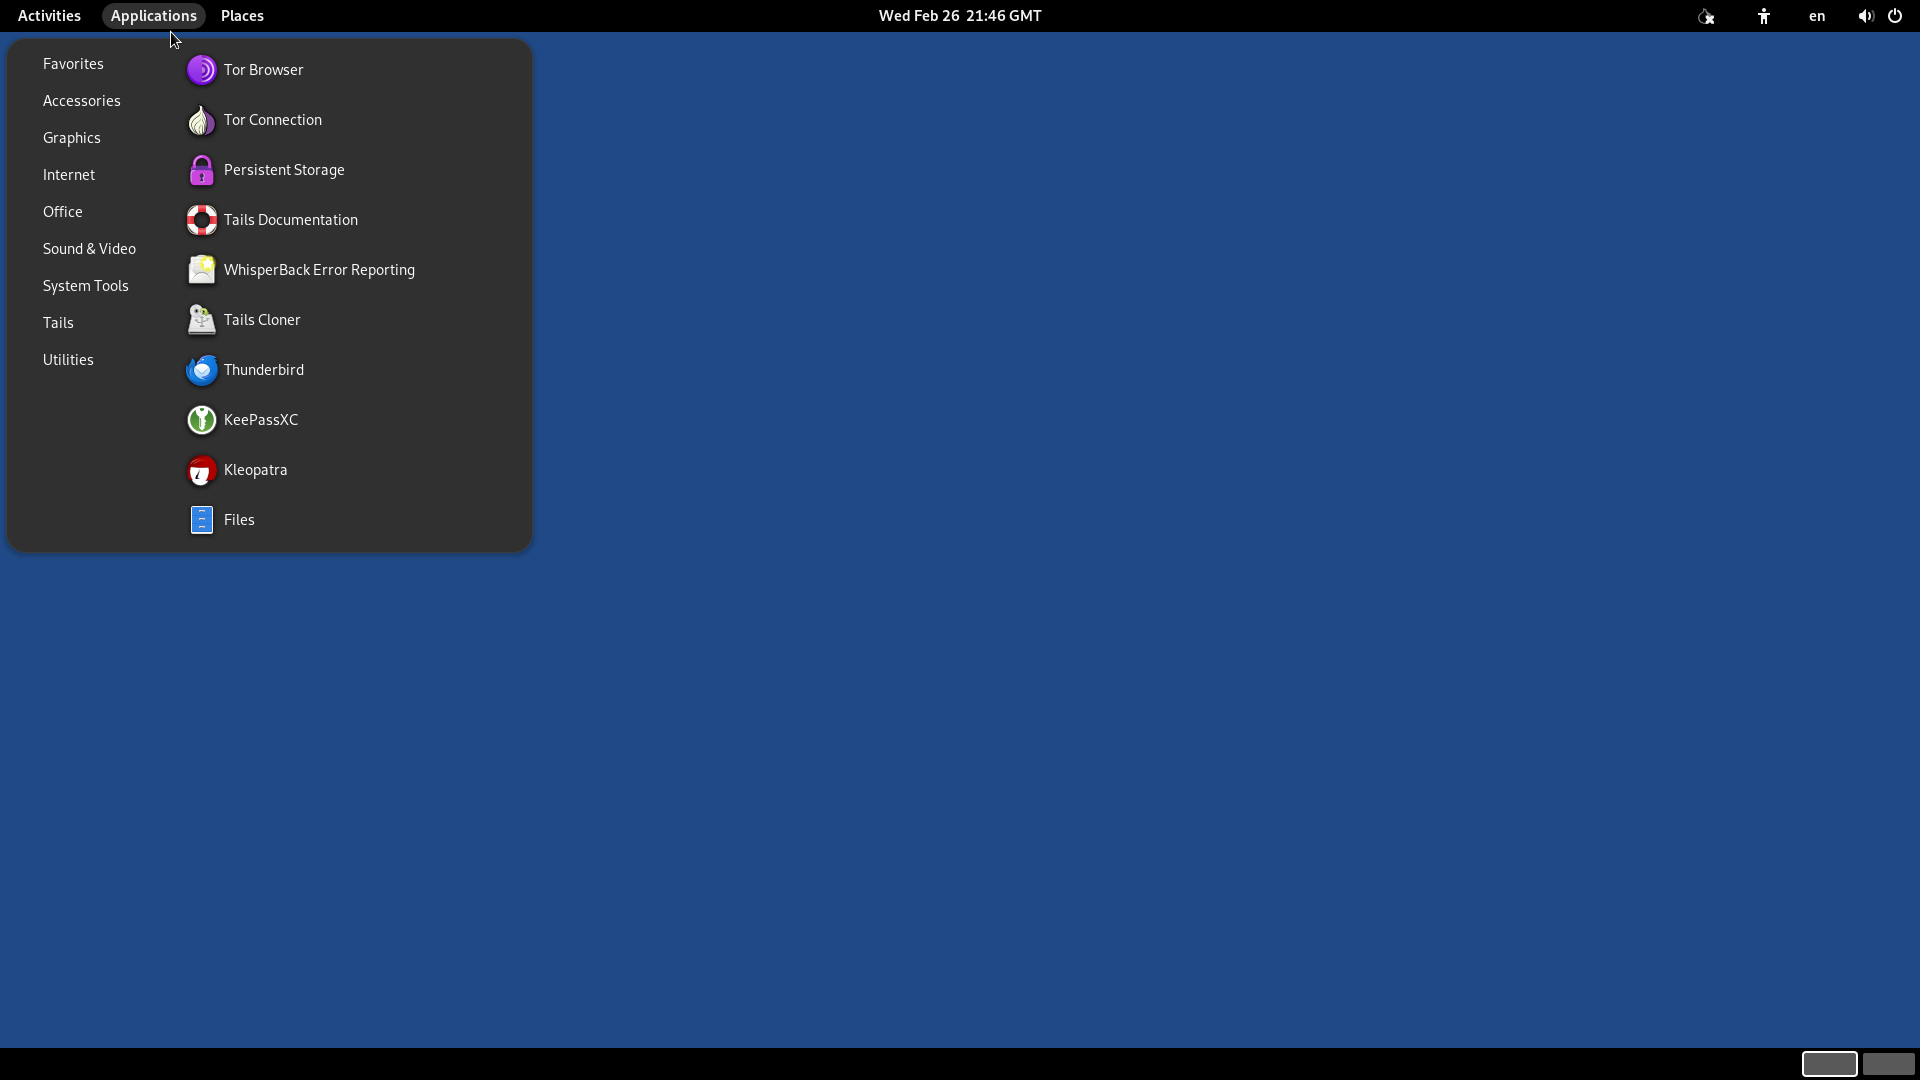 Activities Applications Places Wed Feb 26 21:46 GMT en
Favorites
Accessories
Graphics
Internet
Office
Sound & Video
System Tools
Tails
Utilities
Tor Browser
Tor Connection
Persistent Storage
Tails Documentation
WhisperBack Error Reporting
Tails Cloner
Thunderbird
KeePassXC
Kleopatra
Files